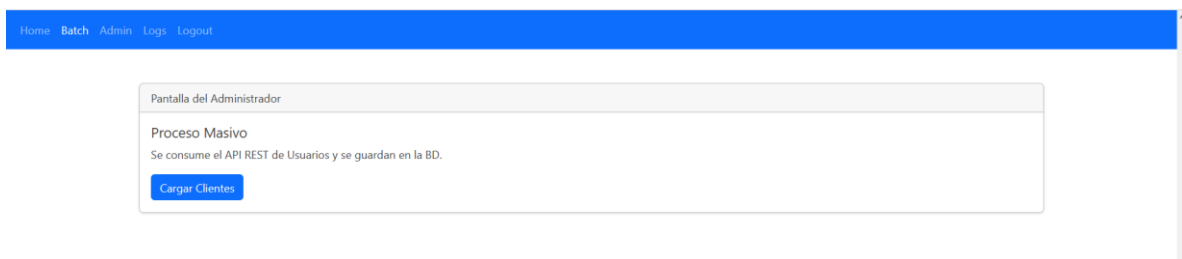 Home Batch Admin Logs Logout
Pantalla del Administrador
Proceso Masivo
Se consume el API REST de Usuarios y se guardan en la BD.
Cargar Clientes